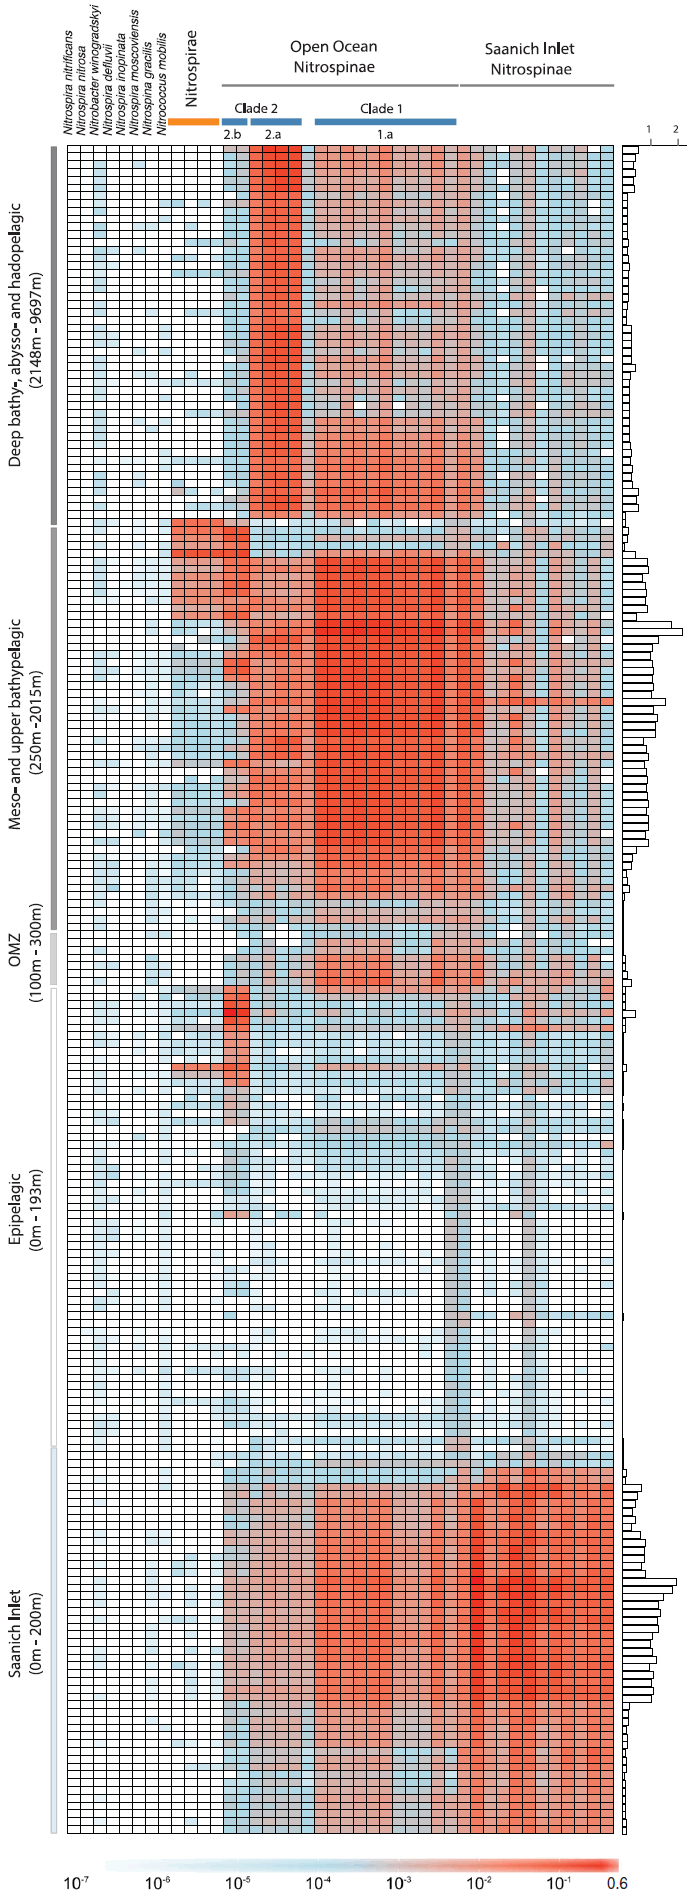 Nitrospira nitrificans
Nitrospira nitrosa
Nitrobacter winogradskyi
Nitrospira defluvii
Nitrospira inopinata
Nitrospira moscoviensis
Nitrospina gracilis
Nitrococcus mobilis
Nitrospirae
Open Ocean
Nitrospinae
Saanich Inlet
Nitrospinae
Clade 2
Clade 1
2.b
2.a
1.a
1
2
Deep bathy-, abysso- and hadopelagic
(2148m - 9697m)
Meso- and upper bathypelagic
(250m -2015m)
OMZ
(100m - 300m)
Epipelagic
(0m - 193m)
Saanich Inlet
(0m - 200m)
10^-7
10^-6
10^-5
10^-4
10^-3
10^-2
10^-1
0.6